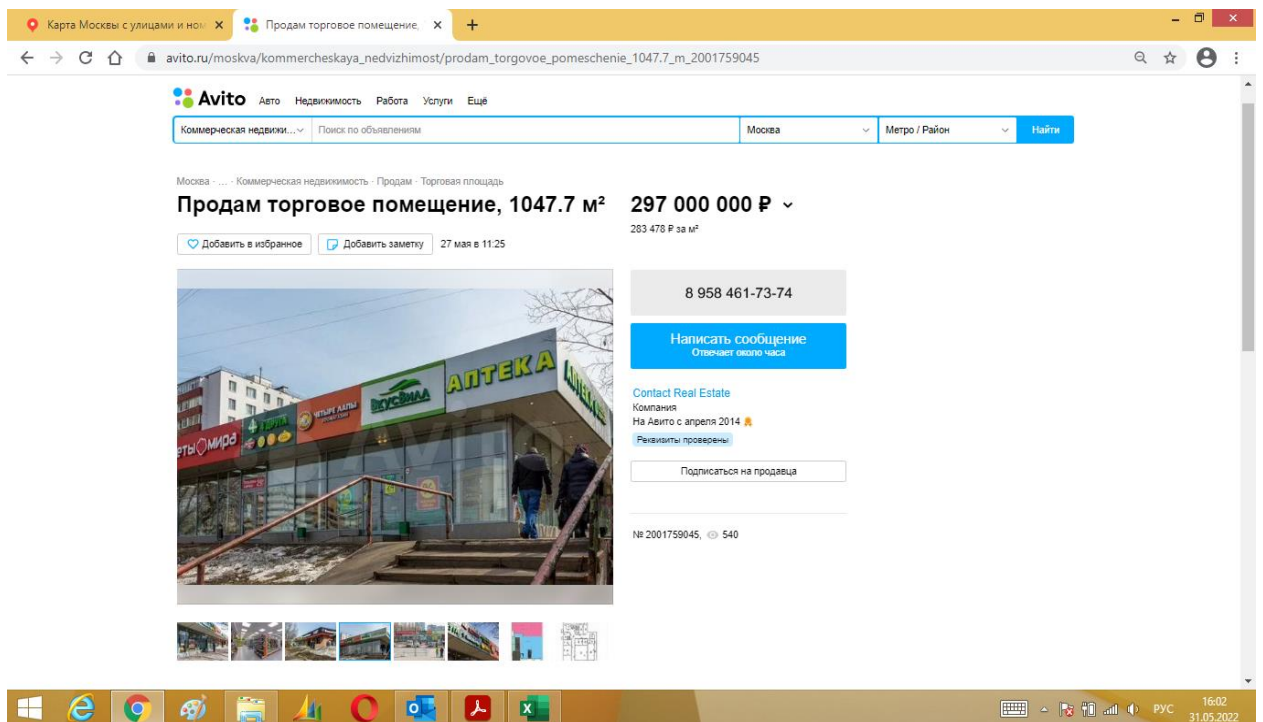 Карта Москвы с улицами и ном
Продам торговое помещение,
avito.ru/moskva/kommercheskaya_nedvizhimost/prodam_torgovoe_pomeschenie_1047.7_m_2001759045
Avito Авто Недвижимость Работа Услуги Ещё
Коммерческая недвижи... Поиск по объявлениям Москва Метро / Район Найти
Москва · ... · Коммерческая недвижимость · Продам · Торговая площадь
Продам торговое помещение, 1047.7 м² 297 000 000 ₽
283 478 ₽ за м²
Добавить в избранное Добавить заметку 27 мая в 11:25
8 958 461-73-74
Написать сообщение
Отвечает около часа
Contact Real Estate
Компания
На Авито с апреля 2014
Реквизиты проверены
Подписаться на продавца
№ 2001759045, 540
еты мира
4 ЛАПЫ
ВКУСВИЛЛ
АПТЕКА
Avito
РУС
16:02
31.05.2022